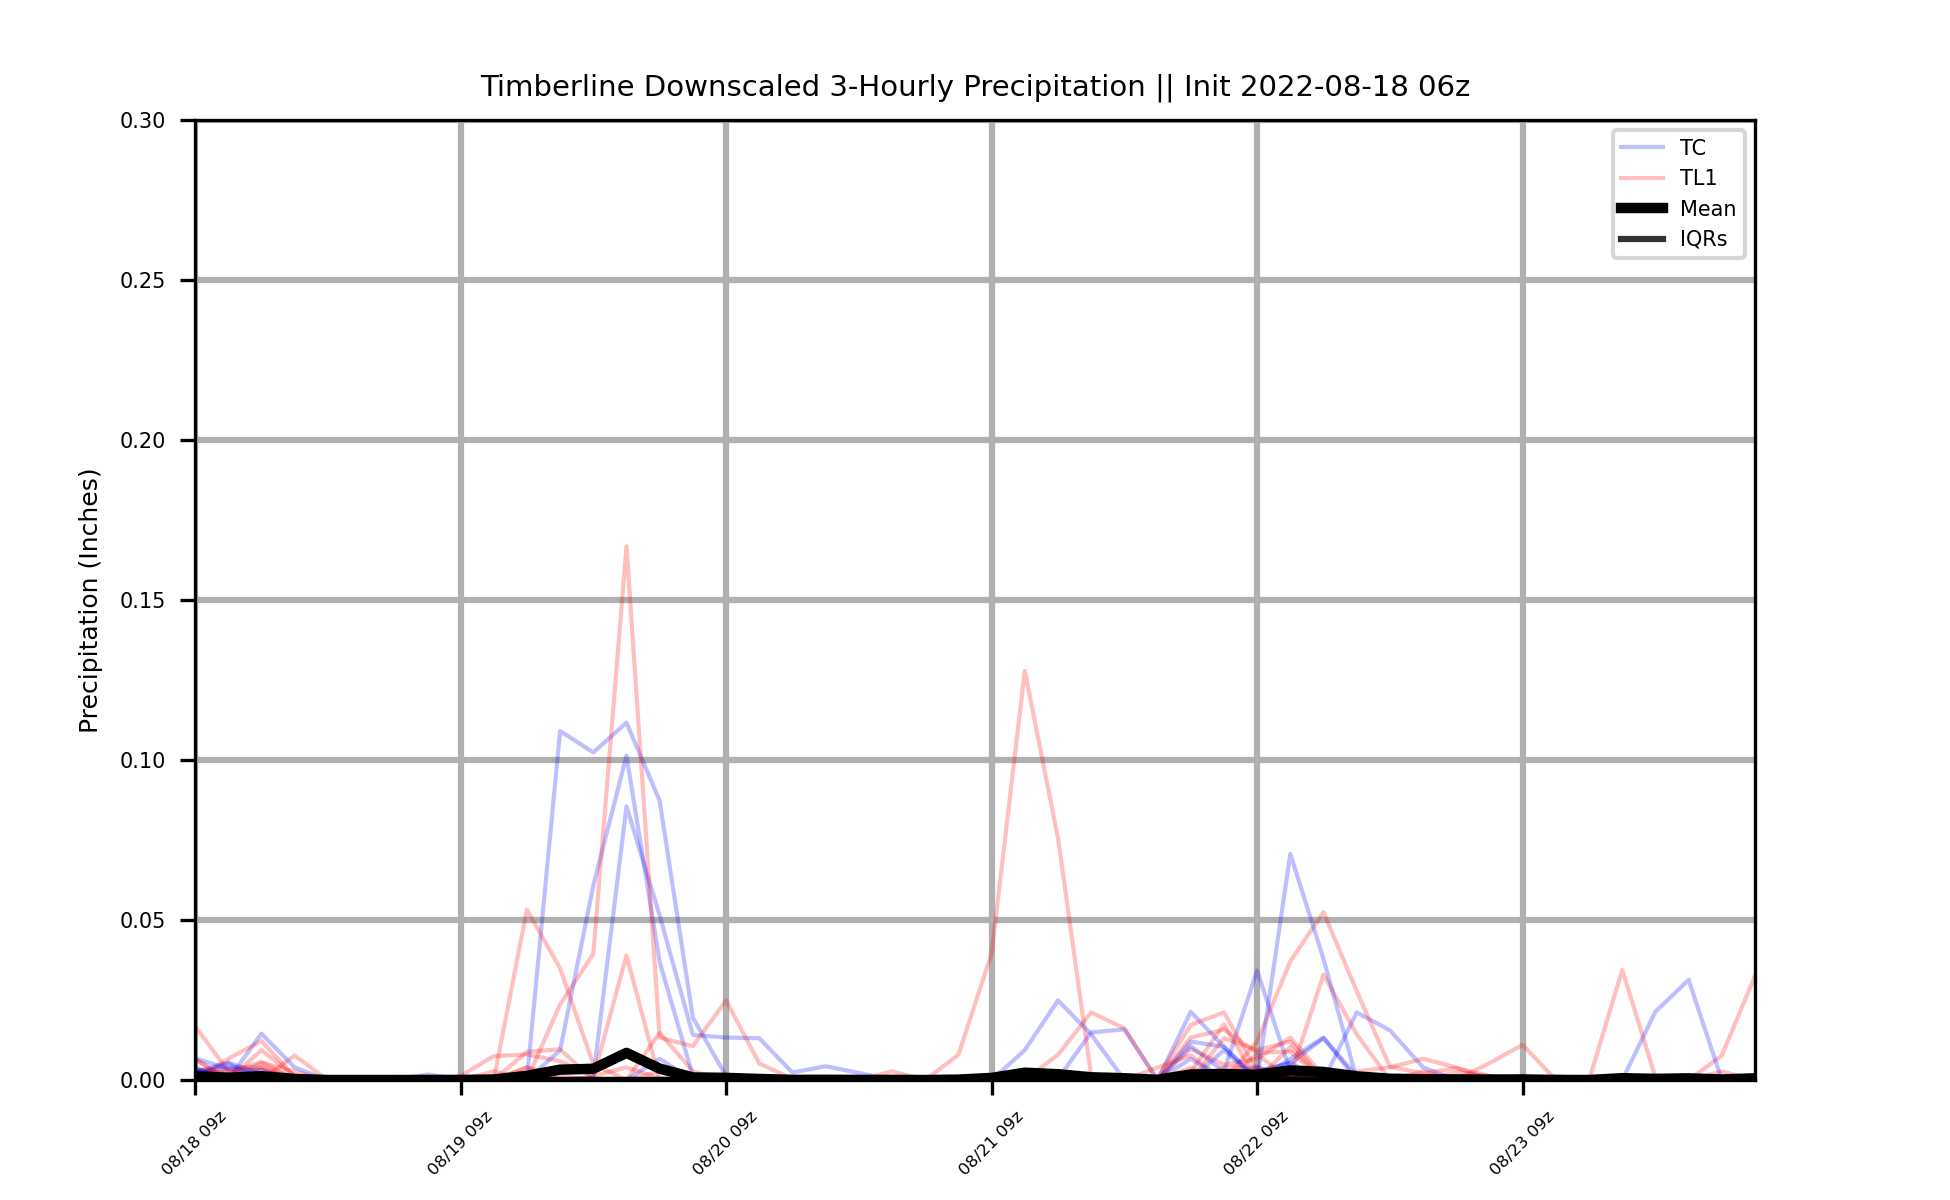 Timberline Downscaled 3-Hourly Precipitation || Init 2022-08-18 06z
Precipitation (Inches)
0.30
0.25
0.20
0.15
0.10
0.05
0.00
TC
TL1
Mean
IQRs
08/18 09z
08/19 09z
08/20 09z
08/21 09z
08/22 09z
08/23 09z